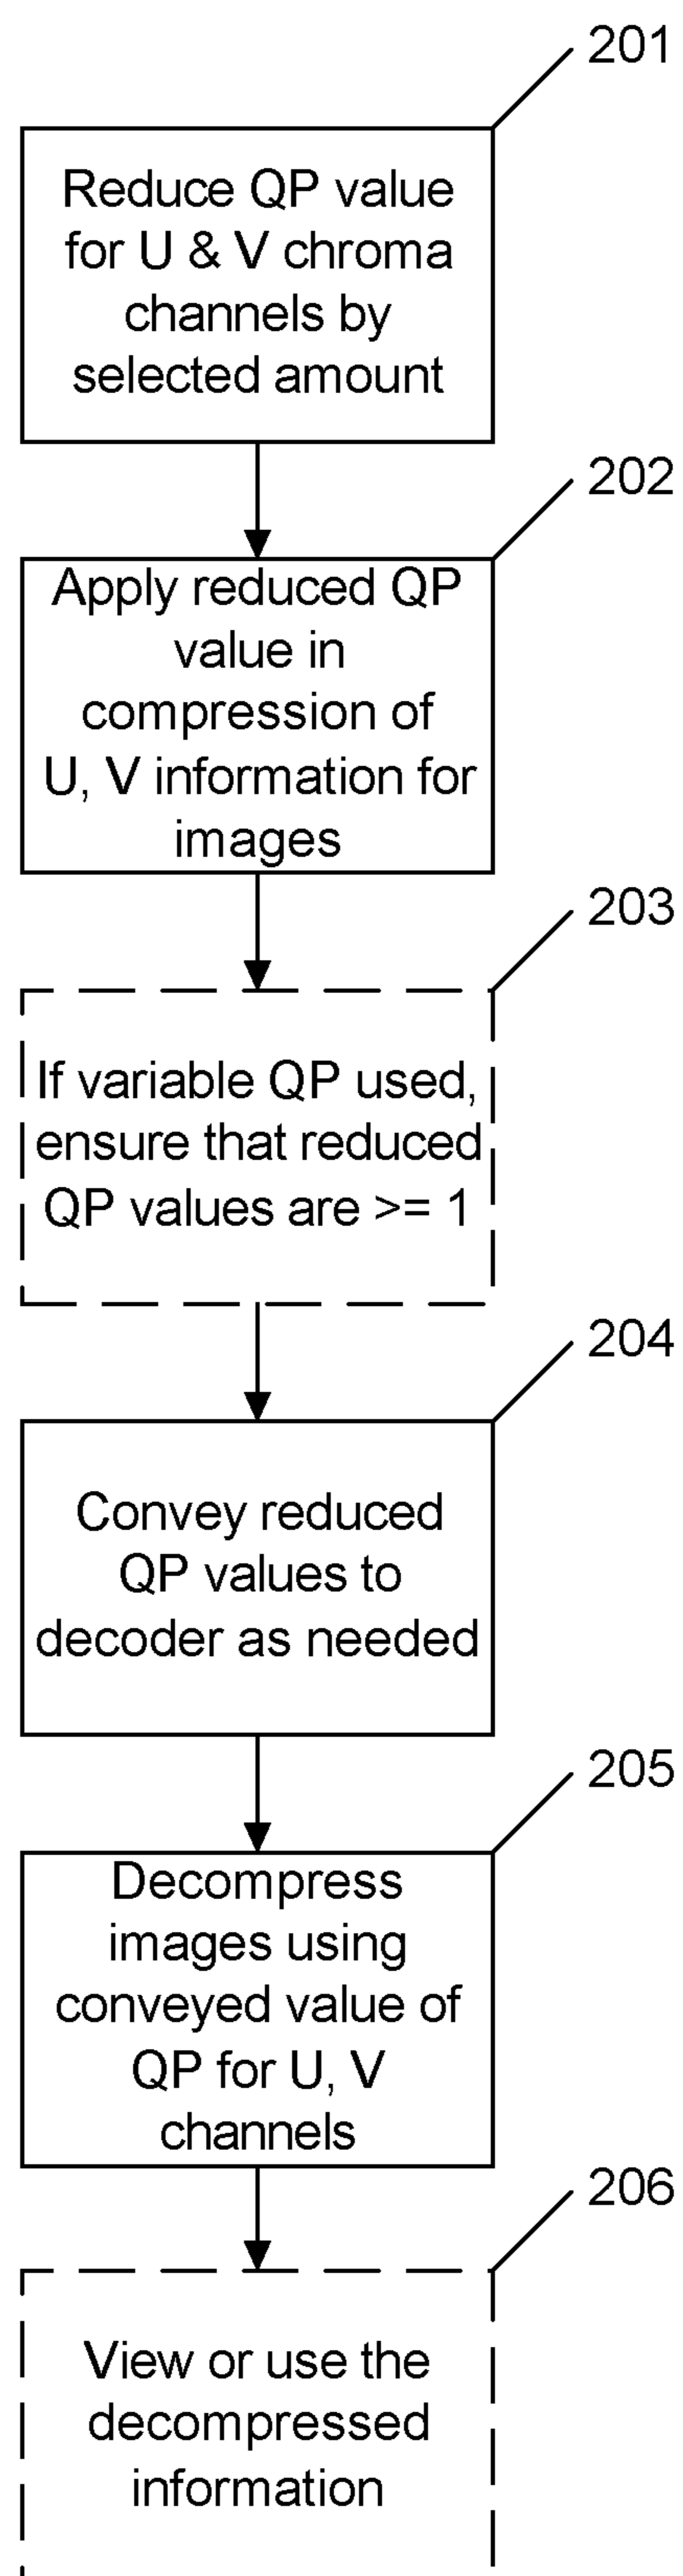 201
Reduce QP value
for U & V chroma
channels by
selected amount
202
Apply reduced QP
value in
compression of
U, V information for
images
203
If variable QP used,
ensure that reduced
QP values are >= 1
204
Convey reduced
QP values to
decoder as needed
205
Decompress
images using
conveyed value of
QP for U, V
channels
206
View or use the
decompressed
information